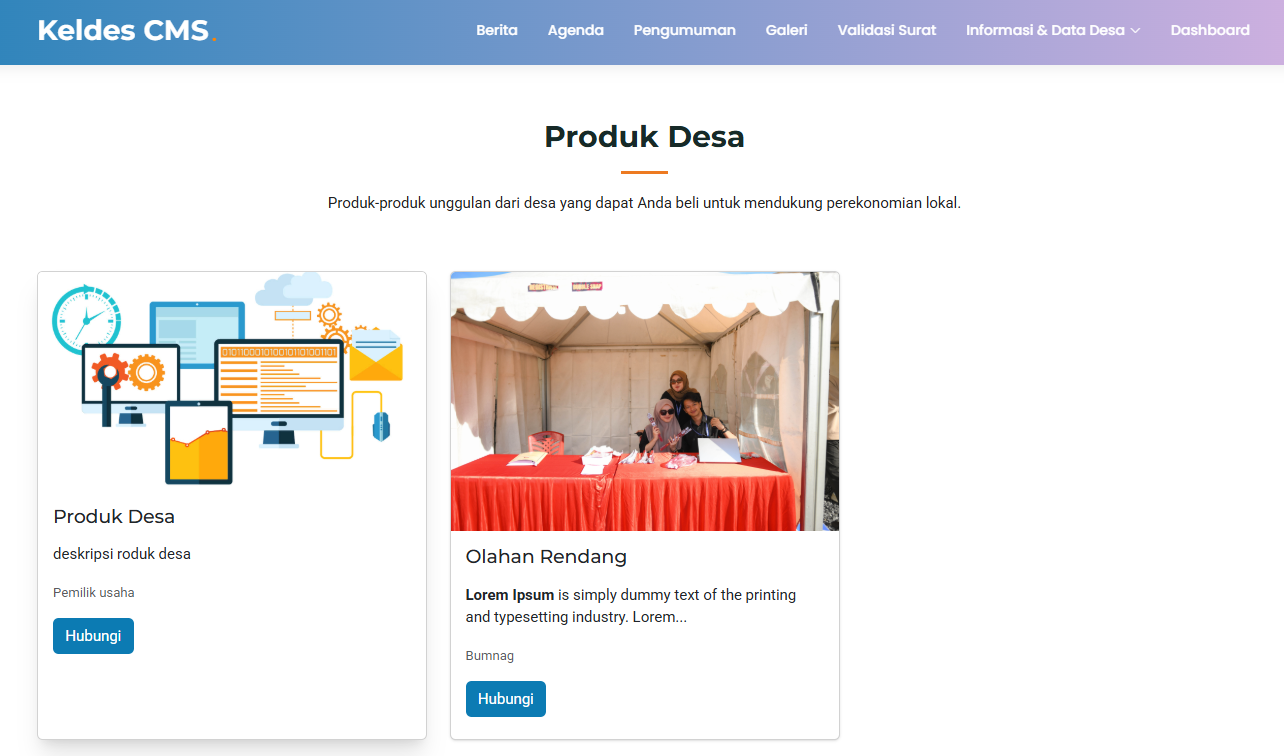 Keldes CMS.
Berita Agenda Pengumuman Galeri Validasi Surat Informasi & Data Desa Dashboard
Produk Desa
Produk-produk unggulan dari desa yang dapat Anda beli untuk mendukung perekonomian lokal.
Produk Desa
deskripsi roduk desa
Pemilik usaha
Hubungi
Olahan Rendang
Lorem Ipsum is simply dummy text of the printing
and typesetting industry. Lorem...
Bumnag
Hubungi